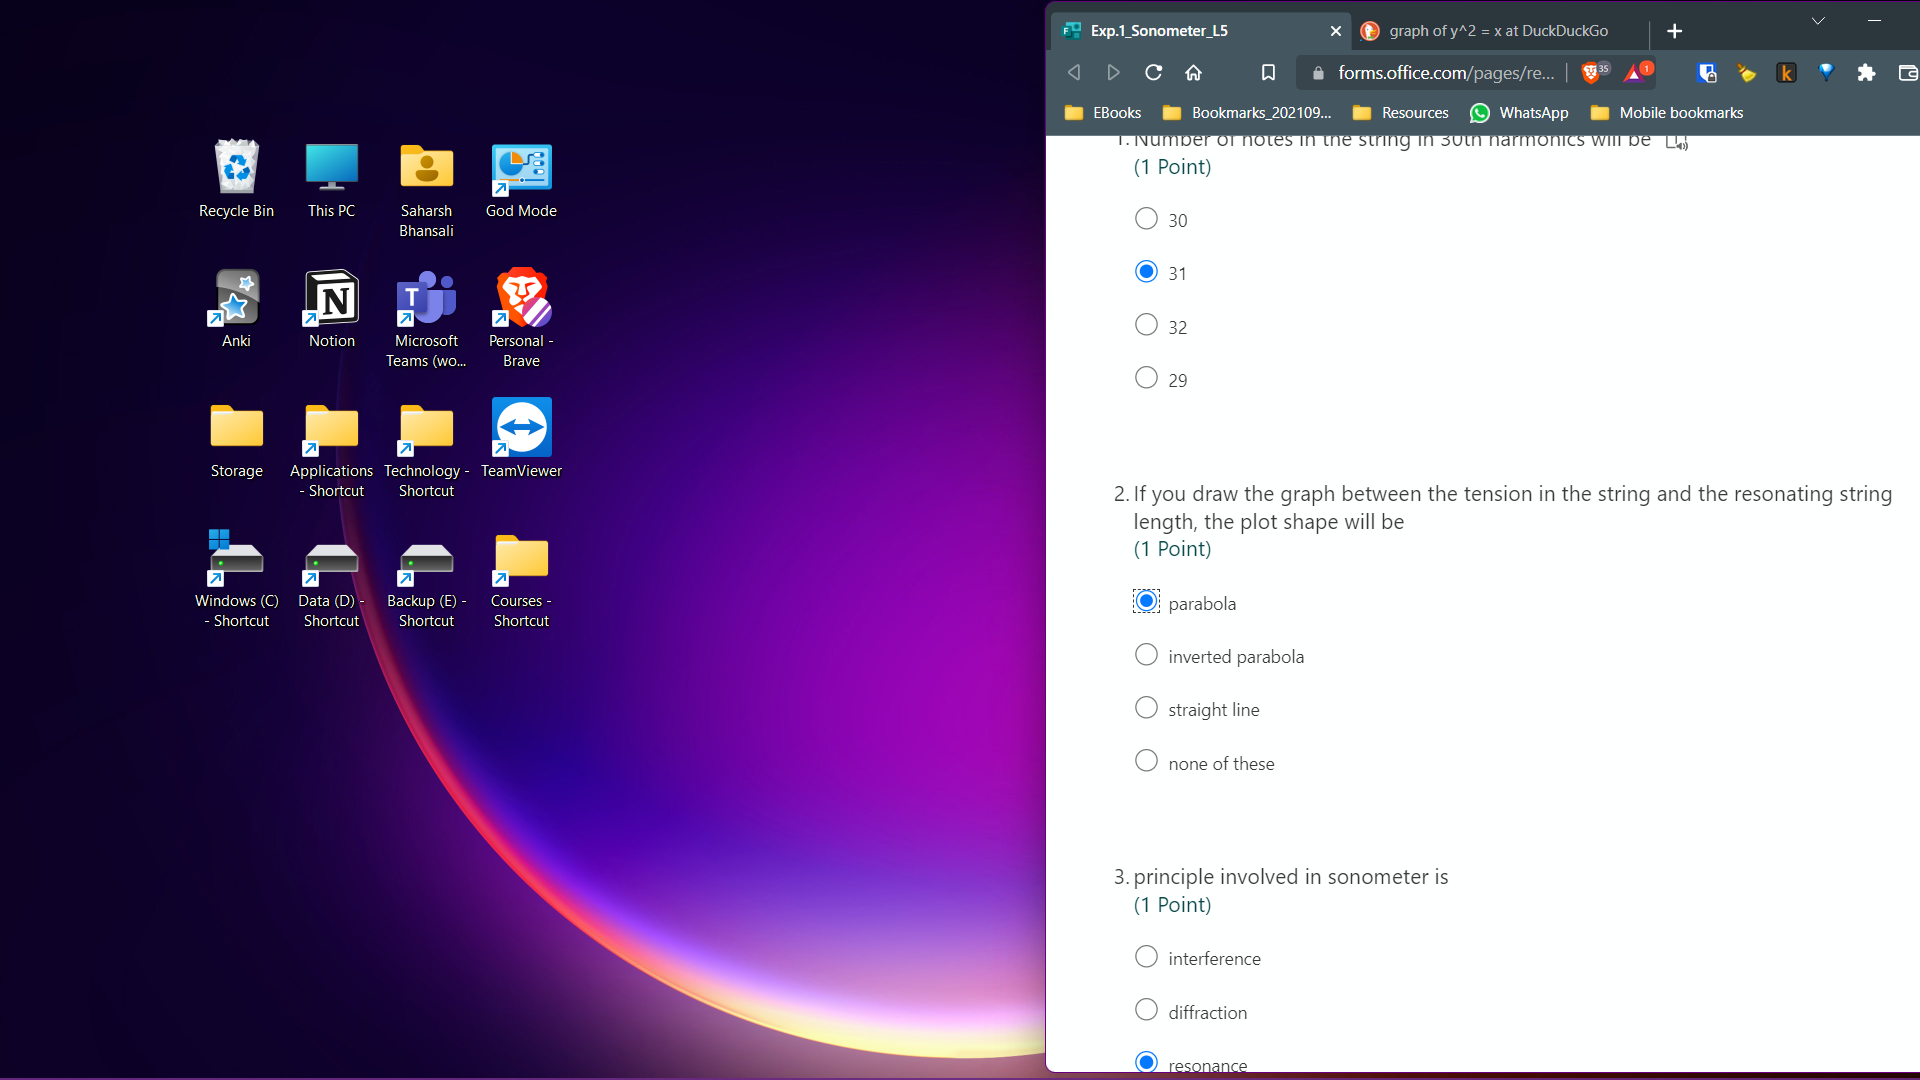 Exp.1_Sonometer_L5
graph of y^2 = x at DuckDuckGo
forms.office.com/pages/re...
35
1
EBooks
Bookmarks_202109...
Resources
WhatsApp
Mobile bookmarks
Recycle Bin
This PC
Saharsh
Bhansali
God Mode
Anki
Notion
Microsoft
Teams (wo...
Personal -
Brave
Storage
Applications
- Shortcut
Technology -
Shortcut
TeamViewer
Windows (C)
- Shortcut
Data (D) -
Shortcut
Backup (E) -
Shortcut
Courses -
Shortcut
1. Number of notes in the string in 30th harmonics will be
(1 Point)
30
31
32
29
2. If you draw the graph between the tension in the string and the resonating string
length, the plot shape will be
(1 Point)
parabola
inverted parabola
straight line
none of these
3. principle involved in sonometer is
(1 Point)
interference
diffraction
resonance